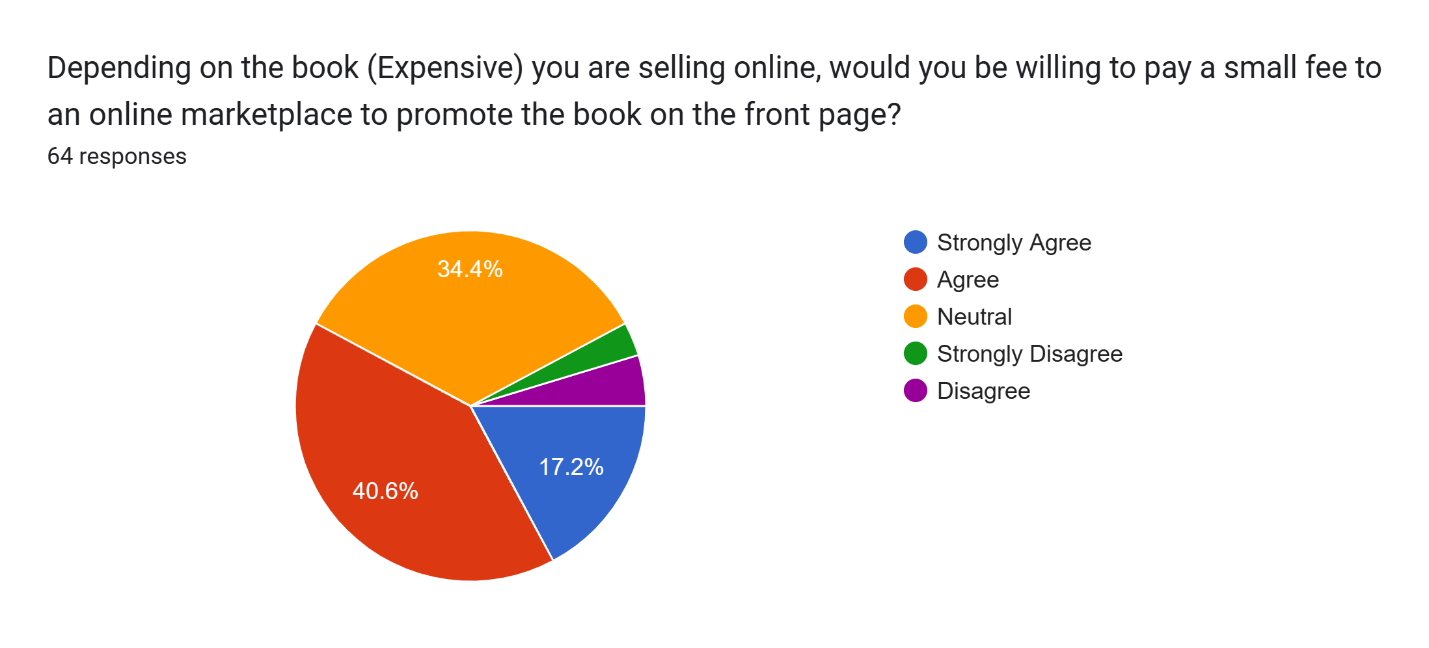 Depending on the book (Expensive) you are selling online, would you be willing to pay a small fee to
an online marketplace to promote the book on the front page?
64 responses
34.4%
17.2%
40.6%
Strongly Agree
Agree
Neutral
Strongly Disagree
Disagree